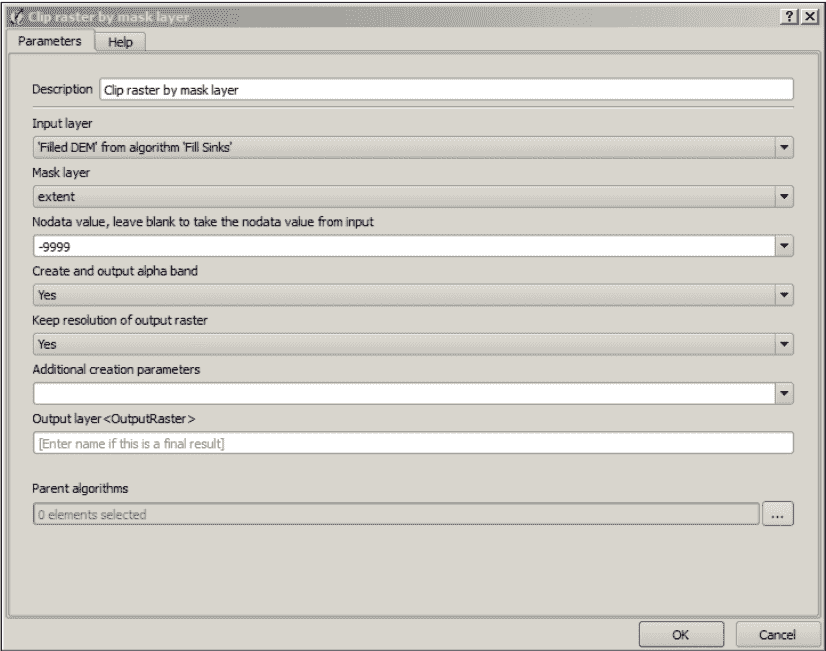 Clip raster by mask layer
Parameters
Help
Description
Clip raster by mask layer
Input layer
'Filled DEM' from algorithm 'Fill Sinks'
Mask layer
extent
Nodata value, leave blank to take the nodata value from input
-9999
Create and output alpha band
Yes
Keep resolution of output raster
Yes
Additional creation parameters
Output layer<OutputRaster>
[Enter name if this is a final result]
Parent algorithms
0 elements selected
...
OK
Cancel